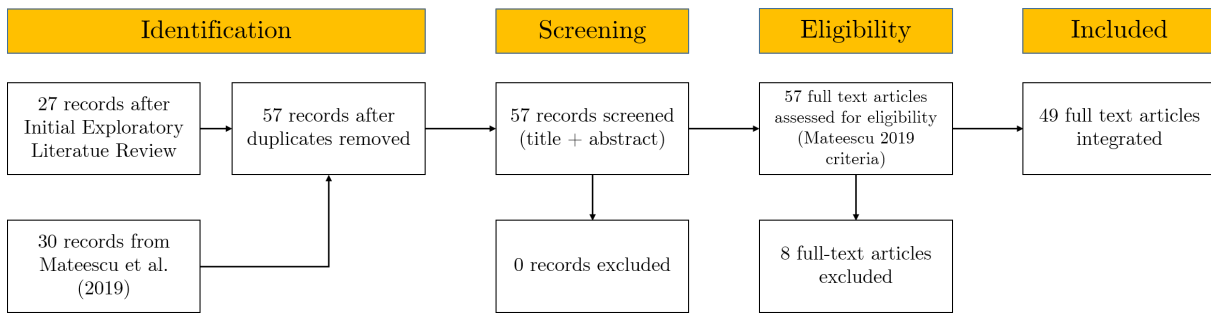 Identification
Screening
Eligibility
Included
27 records after
Initial Exploratory
Literatue Review
57 records after
duplicates removed
57 records screened
(title + abstract)
57 full text articles
assessed for eligibility
(Mateescu 2019
criteria)
49 full text articles
integrated
30 records from
Mateescu et al.
(2019)
0 records excluded
8 full-text articles
excluded